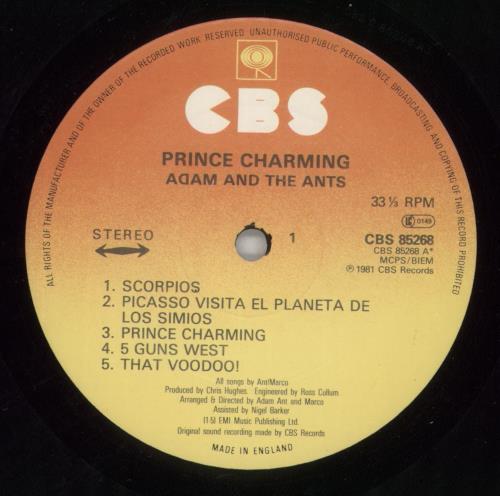 ALL RIGHTS OF THE MANUFACTURER AND OF THE OWNER OF THE RECORDED WORK RESERVED. UNAUTHORISED PUBLIC PERFORMANCE, BROADCASTING AND COPYING OF THIS RECORD PROHIBITED
CBS
PRINCE CHARMING
ADAM AND THE ANTS
33⅓ RPM
STEREO
1
K 0149
CBS 85268
CBS 85268 A*
MCPS/BIEM
℗ 1981 CBS Records
1. SCORPIOS
2. PICASSO VISITA EL PLANETA DE
LOS SIMIOS
3. PRINCE CHARMING
4. 5 GUNS WEST
5. THAT VOODOO!
All songs by Ant/Marco
Produced by Chris Hughes. Engineered by Ross Cullum
Arranged & Directed by Adam Ant and Marco
Assisted by Nigel Barker
(1-5) EMI Music Publishing Ltd.
Original sound recording made by CBS Records
MADE IN ENGLAND